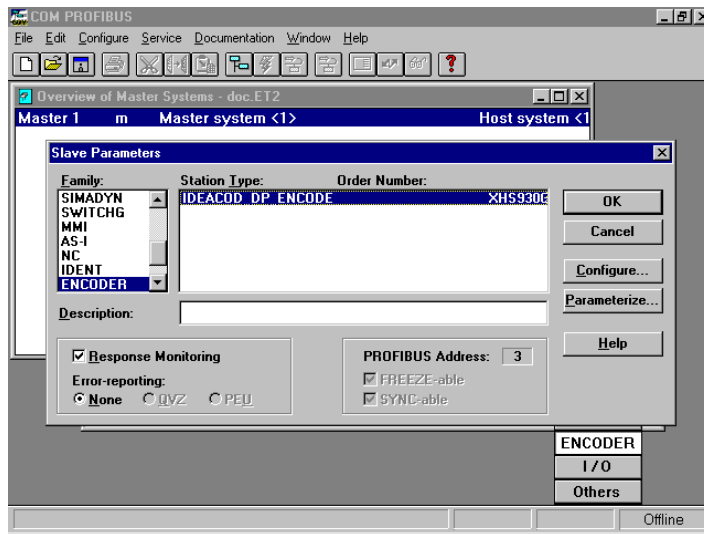 COM PROFIBUS
File Edit Configure Service Documentation Window Help
Overview of Master Systems - doc.ET2
Master 1 m Master system <1> Host system <1
Slave Parameters
Family: Station Type: Order Number:
SIMADYN
SWITCHG
MMI
AS-I
NC
IDENT
ENCODER
IDEACOD DP ENCODE XHS930G
OK
Cancel
Configure...
Parameterize...
Help
Description:
Response Monitoring
Error-reporting:
None QVZ PEU
PROFIBUS Address: 3
FREEZE-able
SYNC-able
ENCODER
I/O
Others
Offline